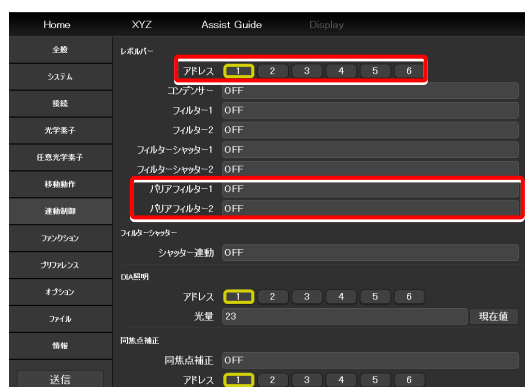 Home XYZ Assist Guide Display
全般
システム
接続
光学素子
任意光学素子
移動動作
連動制御
ファンクション
プリファレンス
オプション
ファイル
情報
送信
レボルバー
アドレス 1 2 3 4 5 6
コンデンサー OFF
フィルター1 OFF
フィルター2 OFF
フィルターシャッター1 OFF
フィルターシャッター2 OFF
バリアフィルター1 OFF
バリアフィルター2 OFF
フィルターシャッター
シャッター連動 OFF
DIA照明
アドレス 1 2 3 4 5 6
光量 23 現在値
同焦点補正
同焦点補正 OFF
アドレス 1 2 3 4 5 6